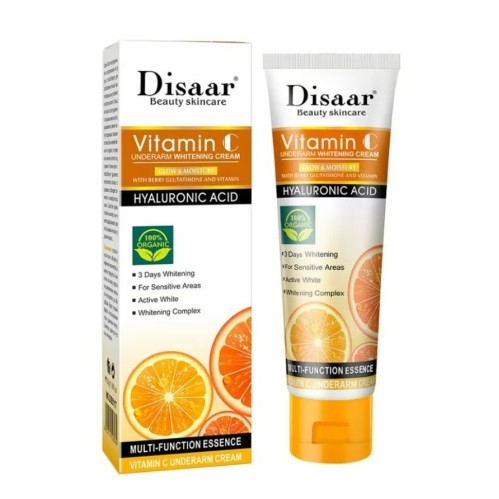 Disaar®
Beauty skincare
Vitamin C
UNDERARM WHITENING CREAM
GLOW & MOISTURE
WITH BERRY GLUTATHIONE AND VITAMIN
HYALURONIC ACID
100%
ORGANIC
3 Days Whitening
For Sensitive Areas
Active White
Whitening Complex
MULTI-FUNCTION ESSENCE
VITAMIN C UNDERARM CREAM
Disaar®
Beauty skincare
Vitamin C
UNDERARM WHITENING CREAM
GLOW & MOISTURE
WITH BERRY GLUTATHIONE AND VITAMIN
HYALURONIC ACID
100%
ORGANIC
3 Days Whitening
For Sensitive Areas
Active White
Whitening Complex
MULTI-FUNCTION ESSENCE
C UNDERARM CREAM